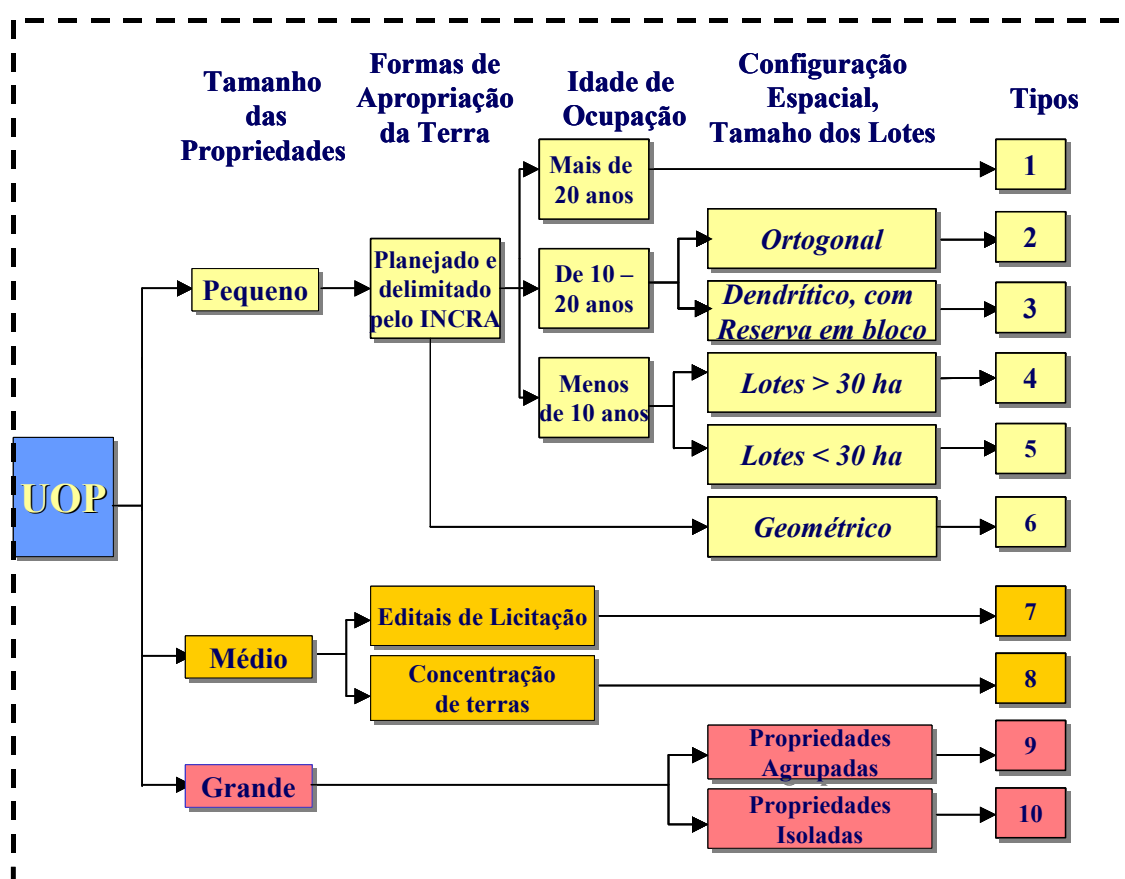 Tamanho
das
Propriedades
Formas de
Apropriação
da Terra
Idade de
Ocupação
Configuração
Espacial,
Tamaho dos Lotes
Tipos
Mais de
20 anos
1
Ortogonal
2
Planejado e
delimitado
pelo INCRA
De 10 –
20 anos
Pequeno
Dendrítico, com
Reserva em bloco
3
Menos
de 10 anos
Lotes > 30 ha
4
Lotes < 30 ha
5
UOP
Geométrico
6
Editais de Licitação
7
Médio
Concentração
de terras
8
Propriedades
Agrupadas
9
Grande
Propriedades
Isoladas
10